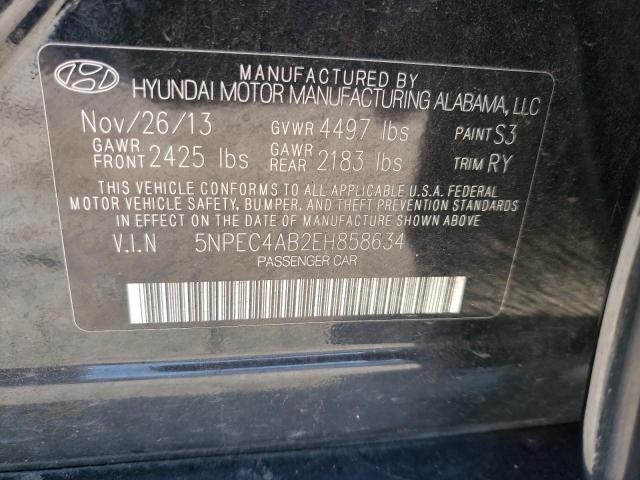 MANUFACTURED BY
HYUNDAI MOTOR MANUFACTURING ALABAMA, LLC
Nov/26/13 GVWR 4497 lbs PAINT S3
GAWR FRONT 2425 lbs GAWR REAR 2183 lbs TRIM RY
THIS VEHICLE CONFORMS TO ALL APPLICABLE U.S.A. FEDERAL
MOTOR VEHICLE SAFETY, BUMPER, AND THEFT PREVENTION STANDARDS
IN EFFECT ON THE DATE OF MANUFACTURE SHOWN ABOVE
V.I.N 5NPEC4AB2EH858634
PASSENGER CAR